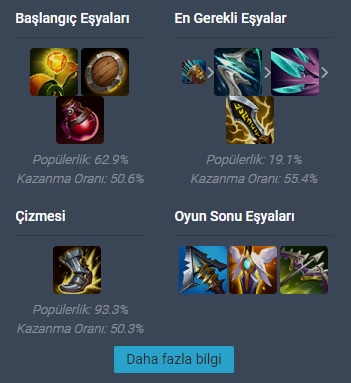 Başlangıç Eşyaları
En Gerekli Eşyalar
Popülerlik: 62.9%
Kazanma Oranı: 50.6%
Popülerlik: 19.1%
Kazanma Oranı: 55.4%
Çizmesi
Oyun Sonu Eşyaları
Popülerlik: 93.3%
Kazanma Oranı: 50.3%
Daha fazla bilgi